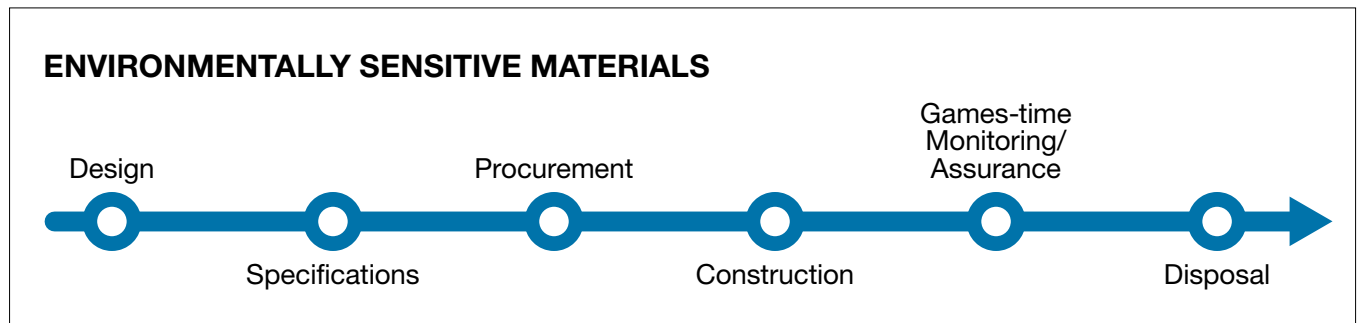 ENVIRONMENTALLY SENSITIVE MATERIALS
Design
Specifications
Procurement
Construction
Games-time
Monitoring/
Assurance
Disposal